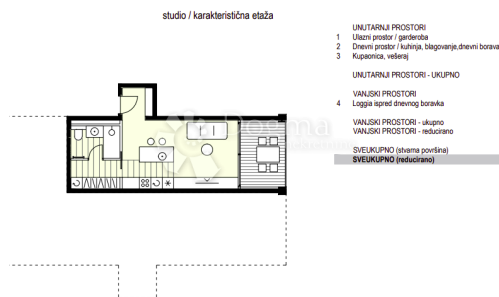 studio / karakteristična etaža
UNUTARNJI PROSTORI
1 Ulazni prostor / garderoba
2 Dnevni prostor / kuhinja, blagovanje,dnevni borava
3 Kupaonica, vešeraj
UNUTARNJI PROSTORI - UKUPNO
VANJSKI PROSTORI
4 Loggia ispred dnevnog boravka
VANJSKI PROSTORI - ukupno
VANJSKI PROSTORI - reducirano
SVEUKUPNO (stvarna površina)
SVEUKUPNO (reducirano)